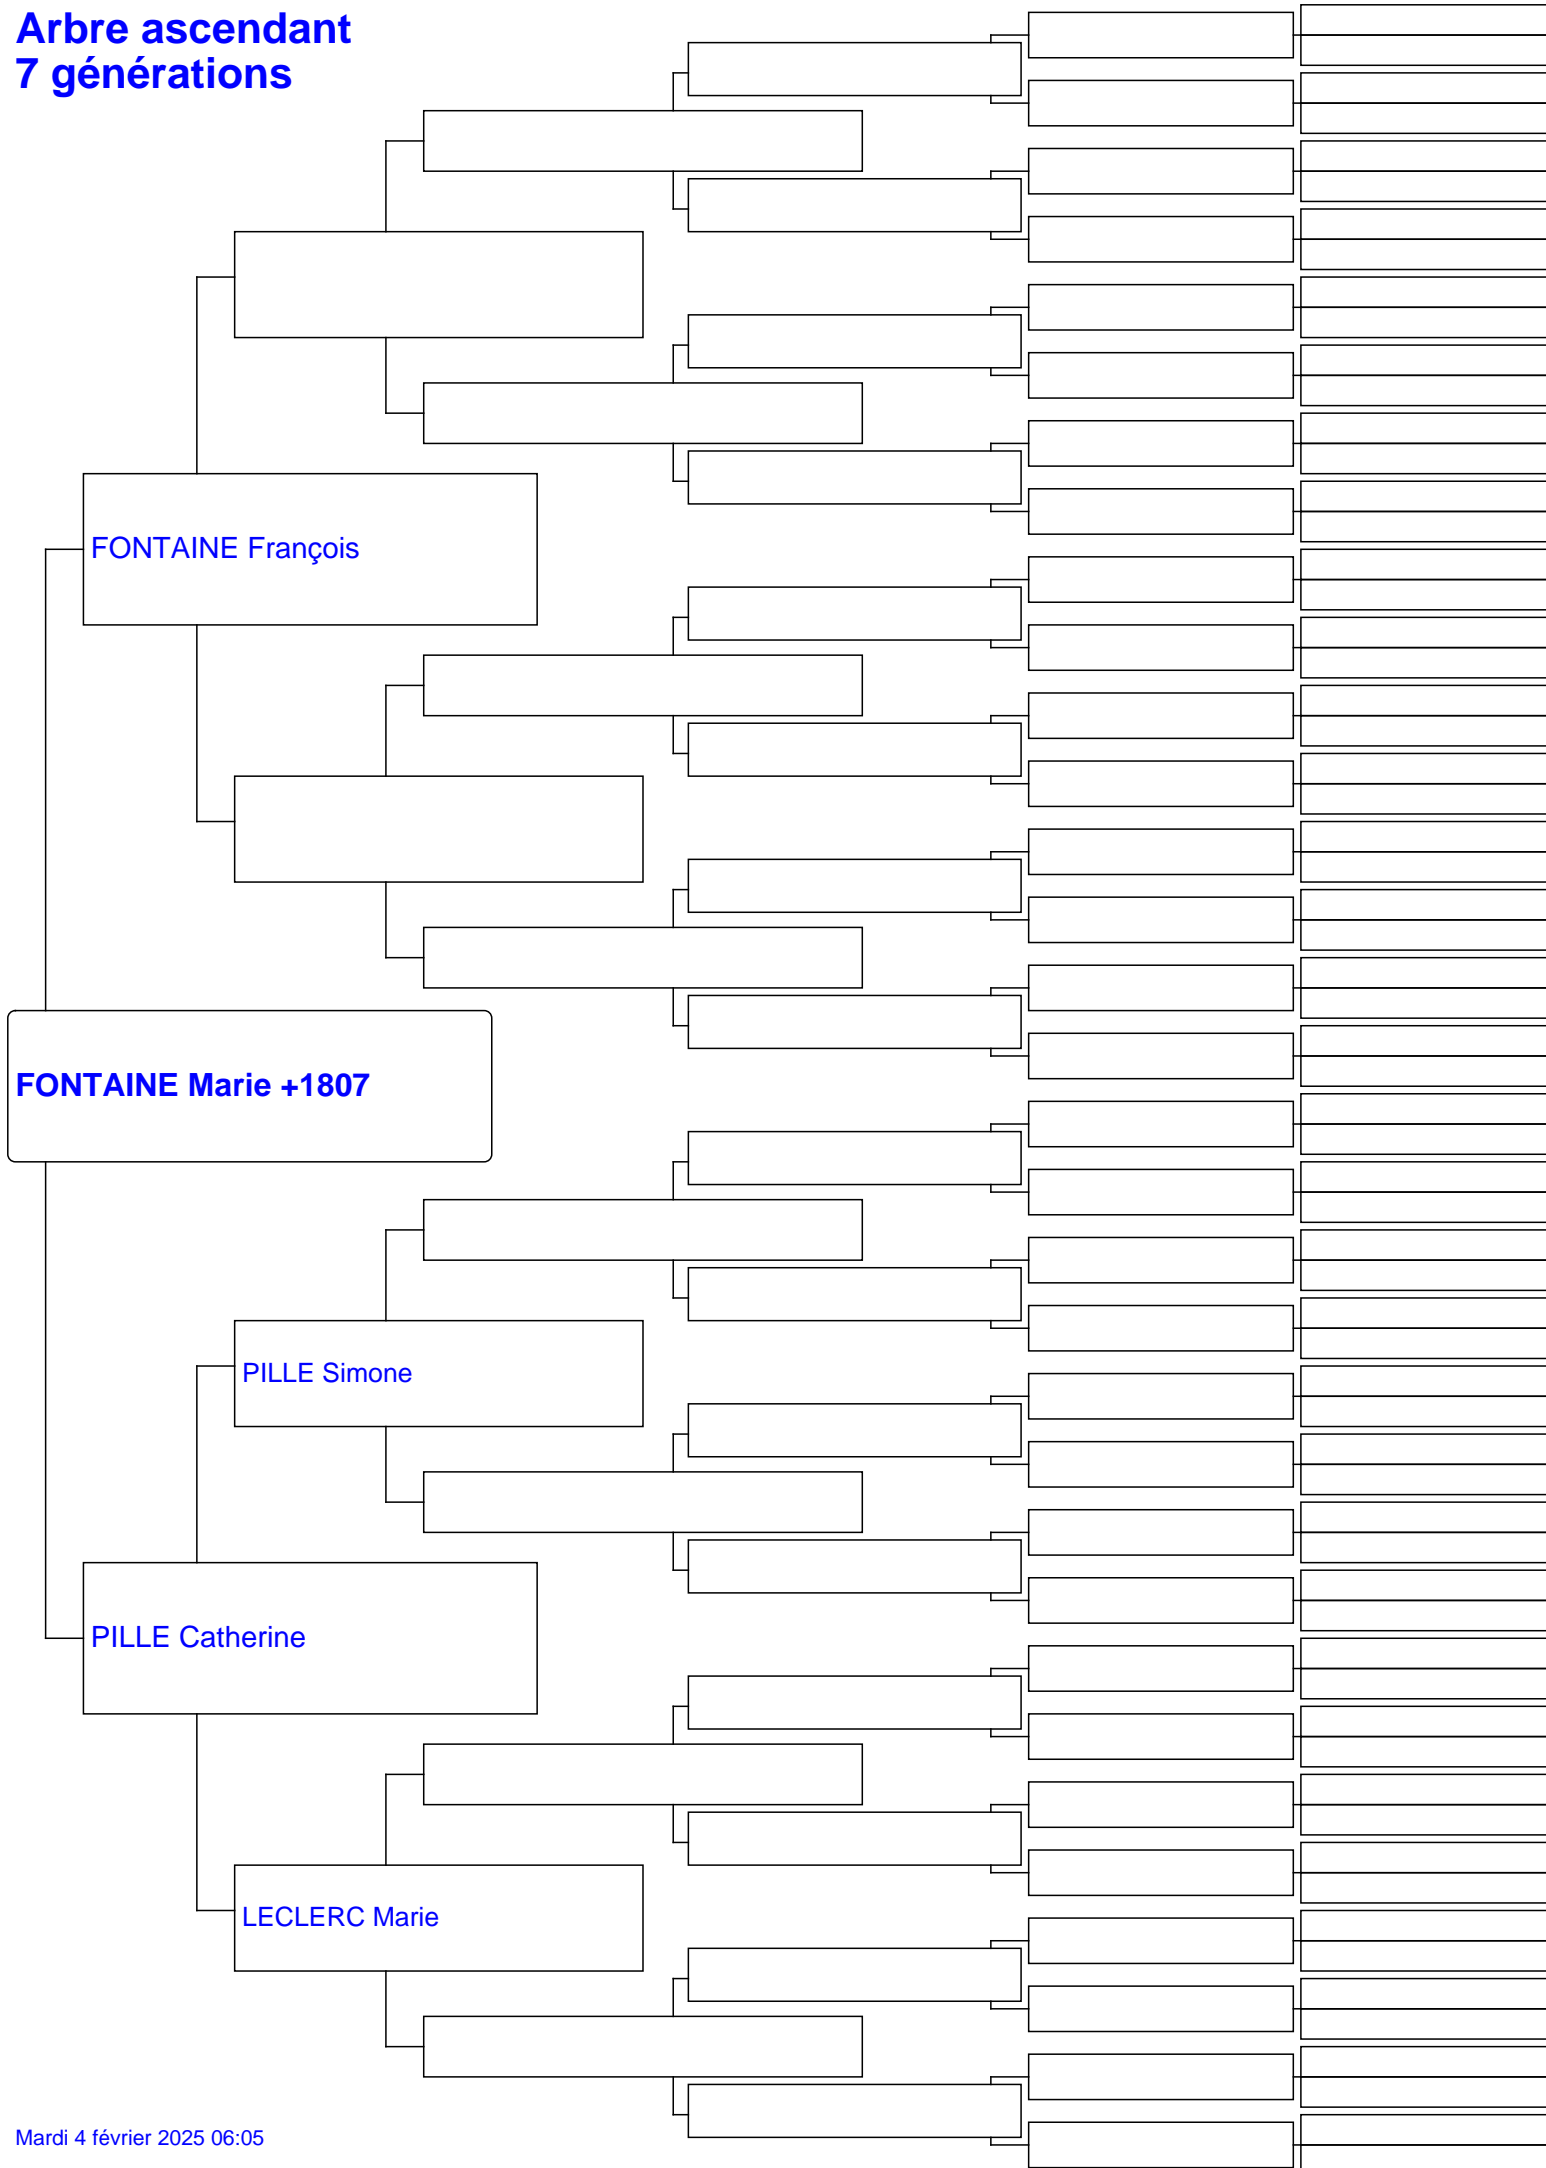 Arbre ascendant
7 générations
FONTAINE François
FONTAINE Marie +1807
PILLE Simone
PILLE Catherine
LECLERC Marie
Mardi 4 février 2025 06:05